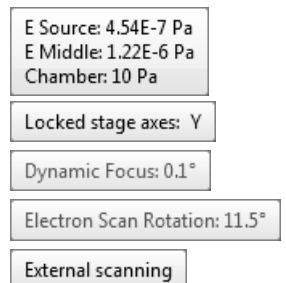 E Source: 4.54E-7 Pa
E Middle: 1.22E-6 Pa
Chamber: 10 Pa
Locked stage axes:  Y
Dynamic Focus: 0.1°
Electron Scan Rotation: 11.5°
External scanning